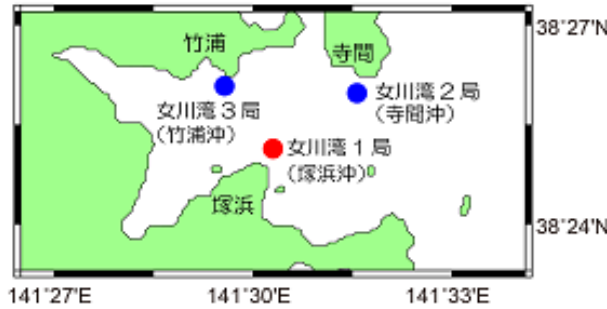 38°27'N
竹浦
寺間
女川湾３局
(竹浦沖)
女川湾２局
(寺間沖)
女川湾１局
(塚浜沖)
塚浜
38°24'N
141°27'E
141°30'E
141°33'E